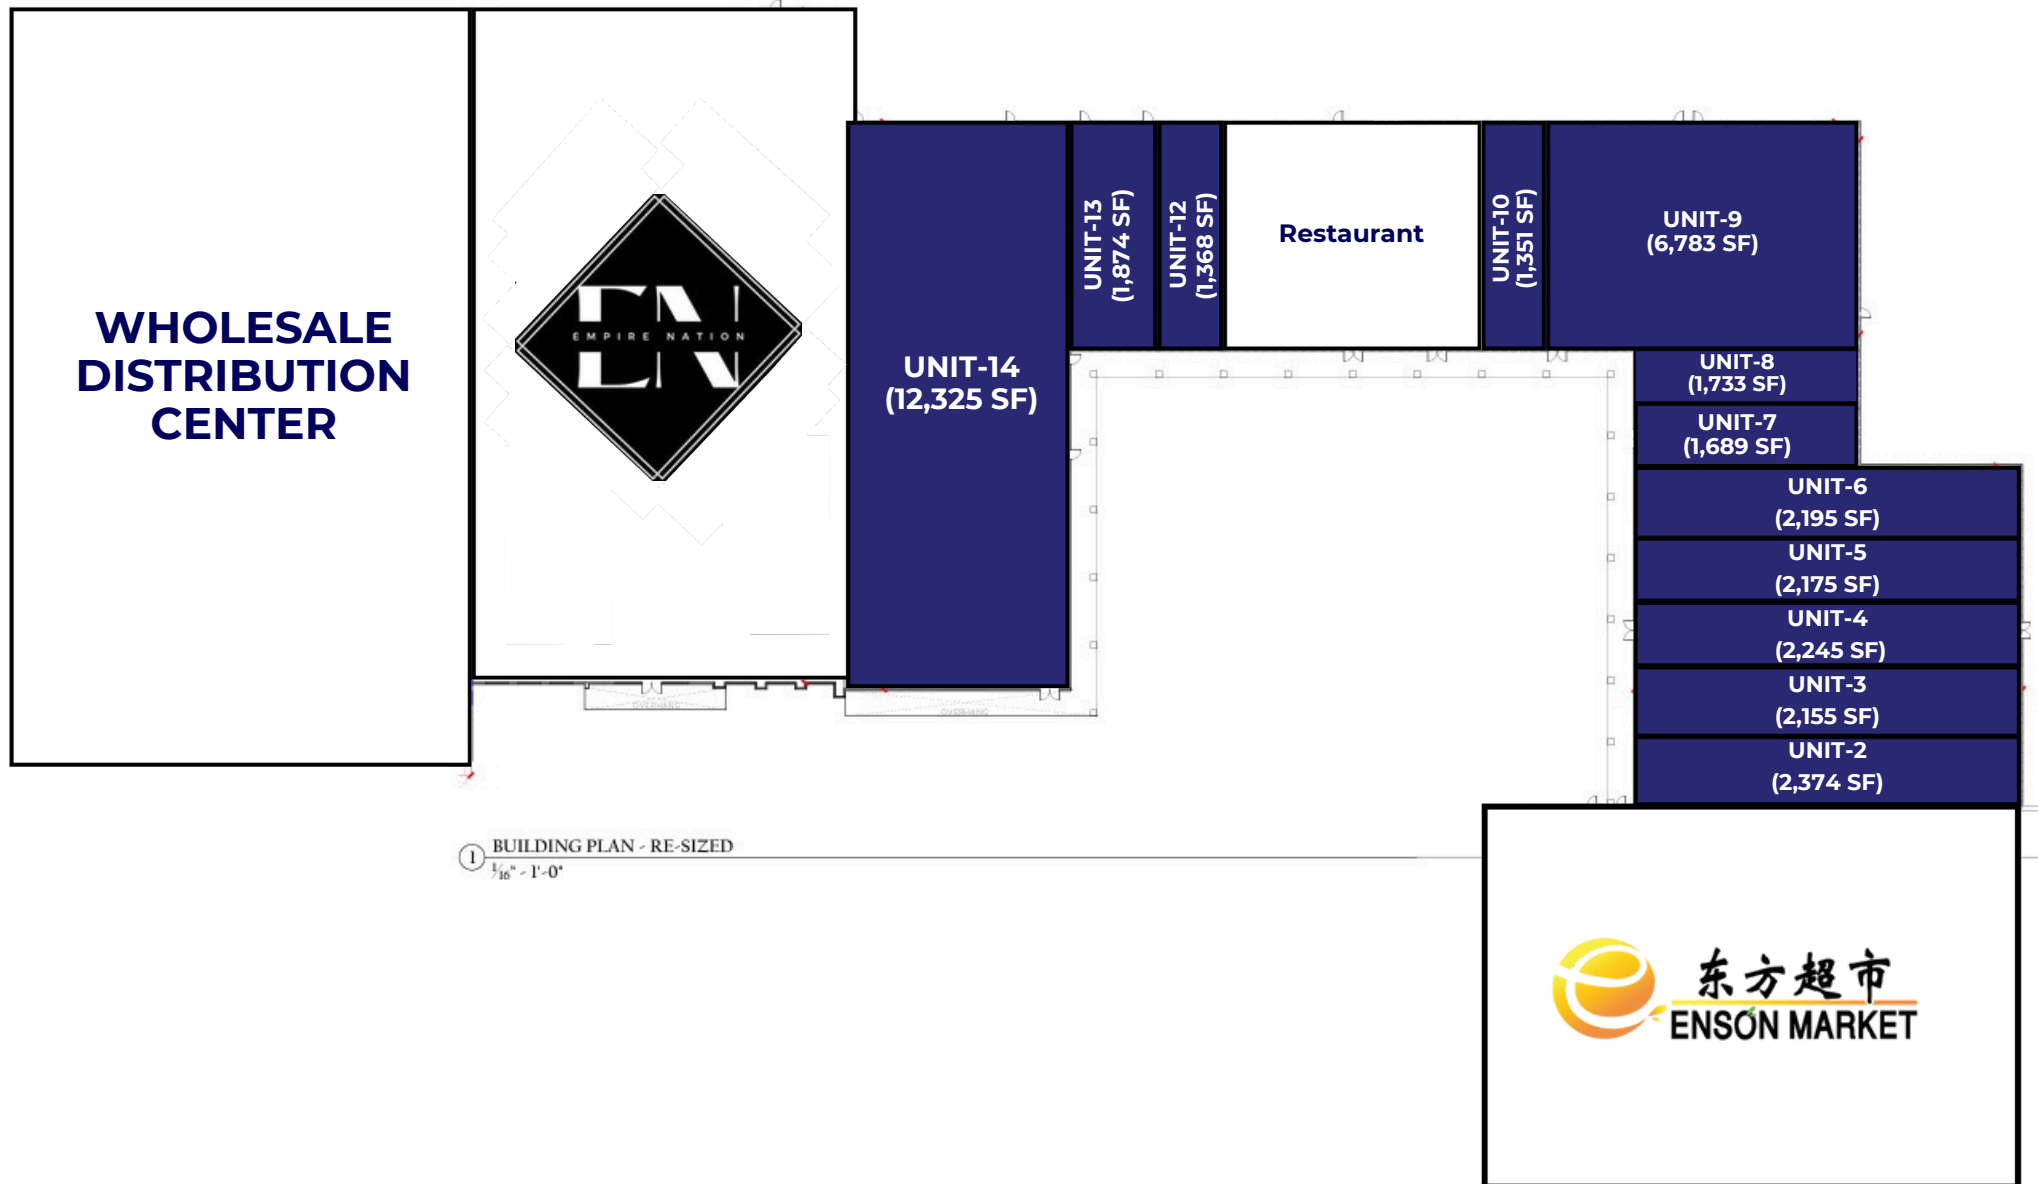 WHOLESALE
DISTRIBUTION
CENTER
EN
EMPIRE NATION
UNIT-14
(12,325 SF)
UNIT-13
(1,874 SF)
UNIT-12
(1,368 SF)
Restaurant
UNIT-10
(1,351 SF)
UNIT-9
(6,783 SF)
UNIT-8
(1,733 SF)
UNIT-7
(1,689 SF)
UNIT-6
(2,195 SF)
UNIT-5
(2,175 SF)
UNIT-4
(2,245 SF)
UNIT-3
(2,155 SF)
UNIT-2
(2,374 SF)
OVERHANG
OVERHANG
1
BUILDING PLAN - RE-SIZED
1/16" - 1'-0"
东方超市
ENSON MARKET